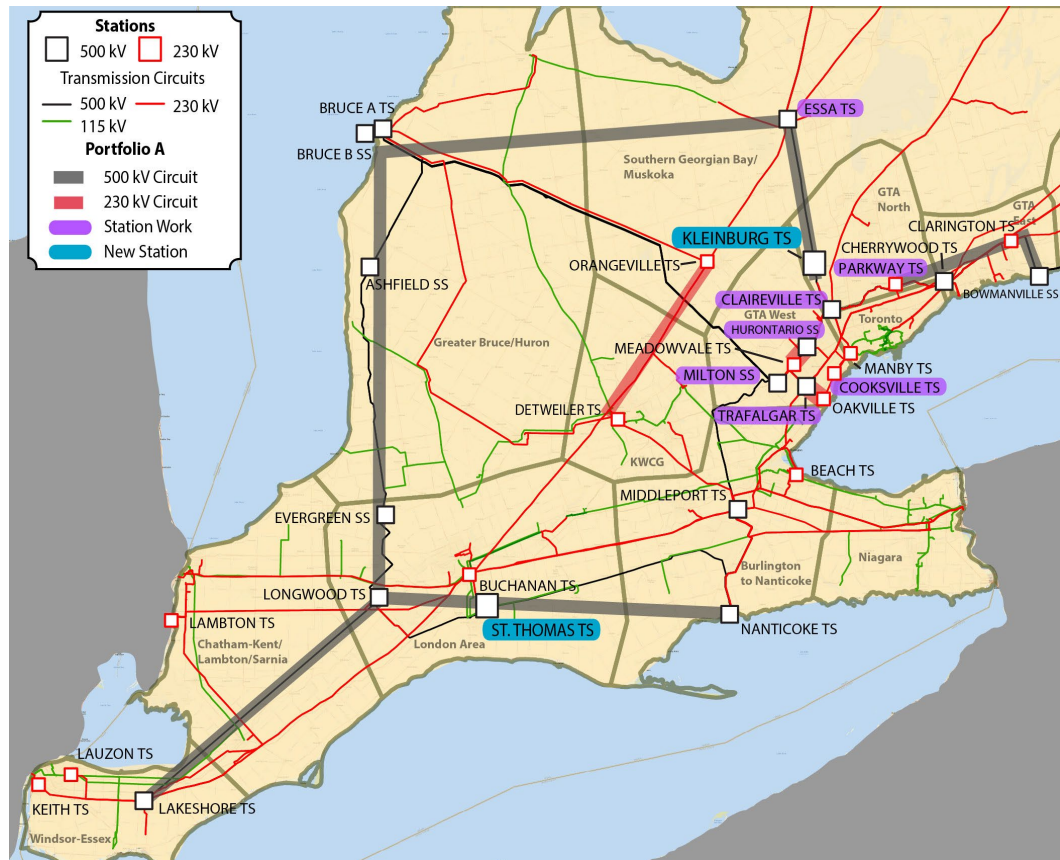 Stations
500 kV
230 kV
Transmission Circuits
500 kV
230 kV
115 kV
Portfolio A
500 kV Circuit
230 kV Circuit
Station Work
New Station
BRUCE A TS
BRUCE B SS
ESSA TS
Southern Georgian Bay/
Muskoka
GTA
North
GTA
East
CLARINGTON TS
KLEINBURG TS
CHERRYWOOD TS
ORANGEVILLE TS
PARKWAY TS
ASHFIELD SS
BOWMANVILLE SS
CLAIREVILLE TS
GTA West
Toronto
HURONTARIO SS
Greater Bruce/Huron
MEADOWVALE TS
MANBY TS
MILTON SS
COOKSVILLE TS
DETWEILER TS
TRAFALGAR TS
OAKVILLE TS
KWCG
BEACH TS
MIDDLEPORT TS
EVERGREEN SS
Niagara
Burlington
to Nanticoke
BUCHANAN TS
LONGWOOD TS
LAMBTON TS
ST. THOMAS TS
NANTICOKE TS
Chatham-Kent/
Lambton/Sarnia
London Area
LAUZON TS
KEITH TS
LAKESHORE TS
Windsor-Essex